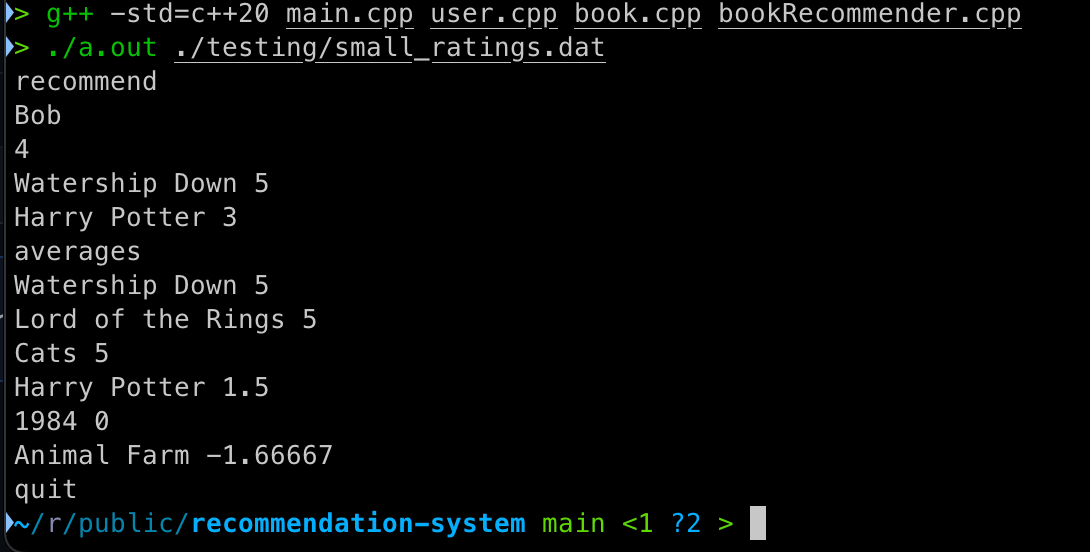 > g++ -std=c++20 main.cpp user.cpp book.cpp bookRecommender.cpp
> ./a.out ./testing/small_ratings.dat
recommend
Bob
4
Watership Down 5
Harry Potter 3
averages
Watership Down 5
Lord of the Rings 5
Cats 5
Harry Potter 1.5
1984 0
Animal Farm -1.66667
quit
~/r/public/recommendation-system main <1 ?2 >